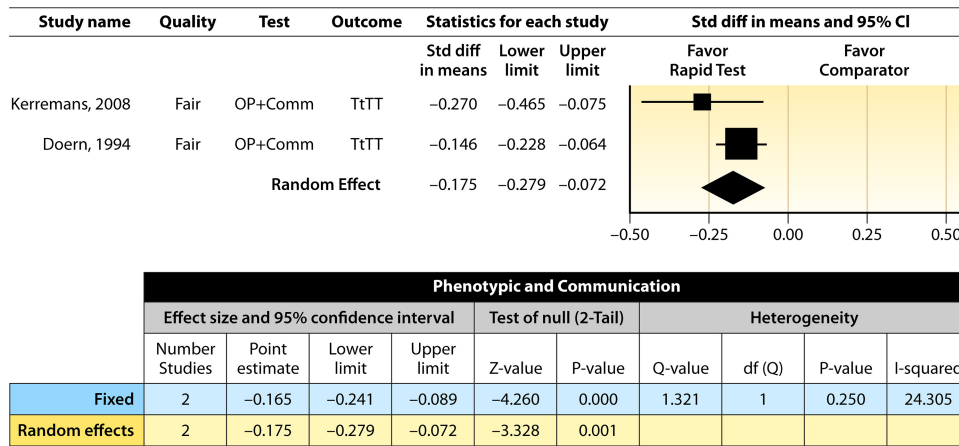 Study name Quality Test Outcome Statistics for each study Std diff in means and 95% Cl
Std diff in means Lower limit Upper limit Favor Rapid Test Favor Comparator
Kerremans, 2008 Fair OP+Comm TtTT −0.270 −0.465 −0.075
Doern, 1994 Fair OP+Comm TtTT −0.146 −0.228 −0.064
Random Effect −0.175 −0.279 −0.072
−0.50 −0.25 0.00 0.25 0.50
Phenotypic and Communication
Effect size and 95% confidence interval Test of null (2-Tail) Heterogeneity
Number Studies Point estimate Lower limit Upper limit Z-value P-value Q-value df (Q) P-value I-squared
Fixed 2 −0.165 −0.241 −0.089 −4.260 0.000 1.321 1 0.250 24.305
Random effects 2 −0.175 −0.279 −0.072 −3.328 0.001